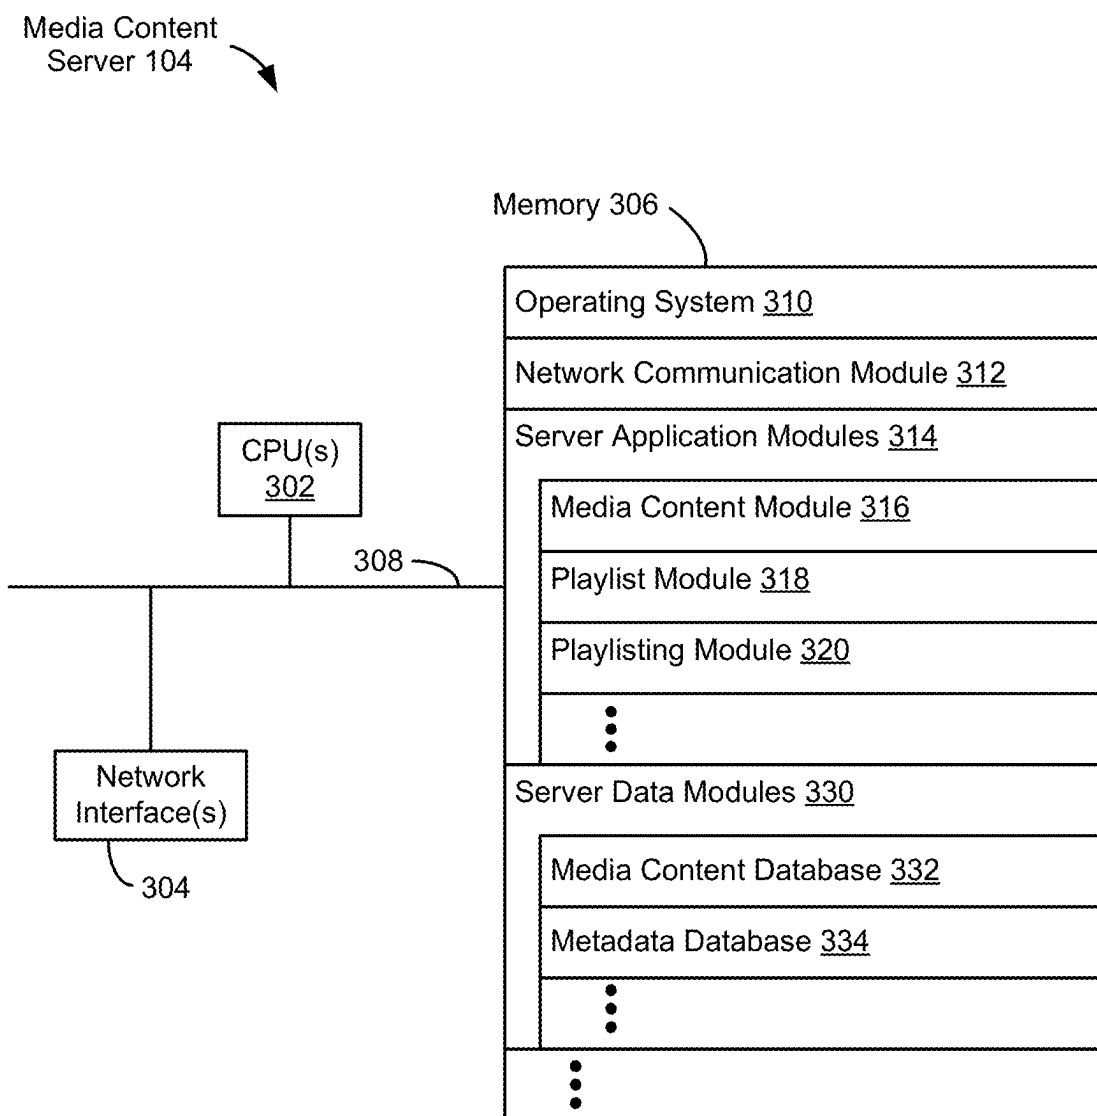 Media Content
Server 104
Memory 306
Operating System 310
Network Communication Module 312
Server Application Modules 314
Media Content Module 316
Playlist Module 318
Playlisting Module 320
Server Data Modules 330
Media Content Database 332
Metadata Database 334
CPU(s)
302
308
Network
Interface(s)
304